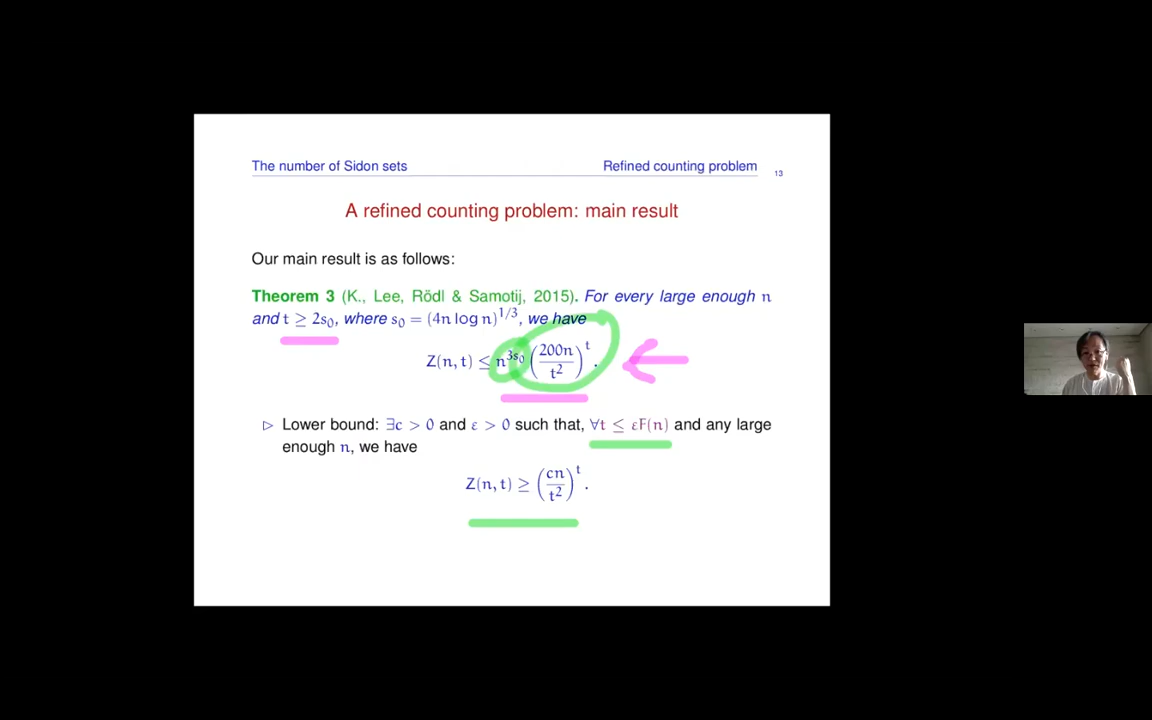 The number of Sidon sets Refined counting problem 13
A refined counting problem: main result
Our main result is as follows:
Theorem 3 (K., Lee, Rödl & Samotij, 2015). For every large enough n
and t ≥ 2s₀, where s₀ = (4n log n)^{1/3}, we have
Z(n, t) ≤ n^{3s₀} (200n/t²)^t.
▷ Lower bound: ∃c > 0 and ε > 0 such that, ∀t ≤ εF(n) and any large
enough n, we have
Z(n, t) ≥ (cn/t²)^t.